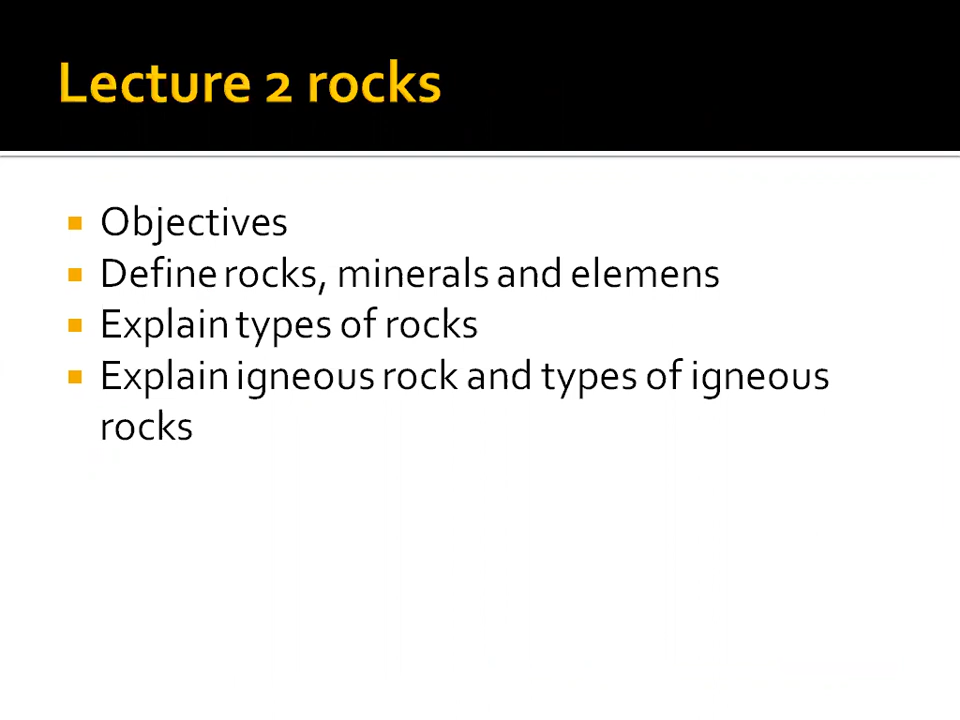 Lecture 2 rocks
Objectives
Define rocks, minerals and elemens
Explain types of rocks
Explain igneous rock and types of igneous
rocks